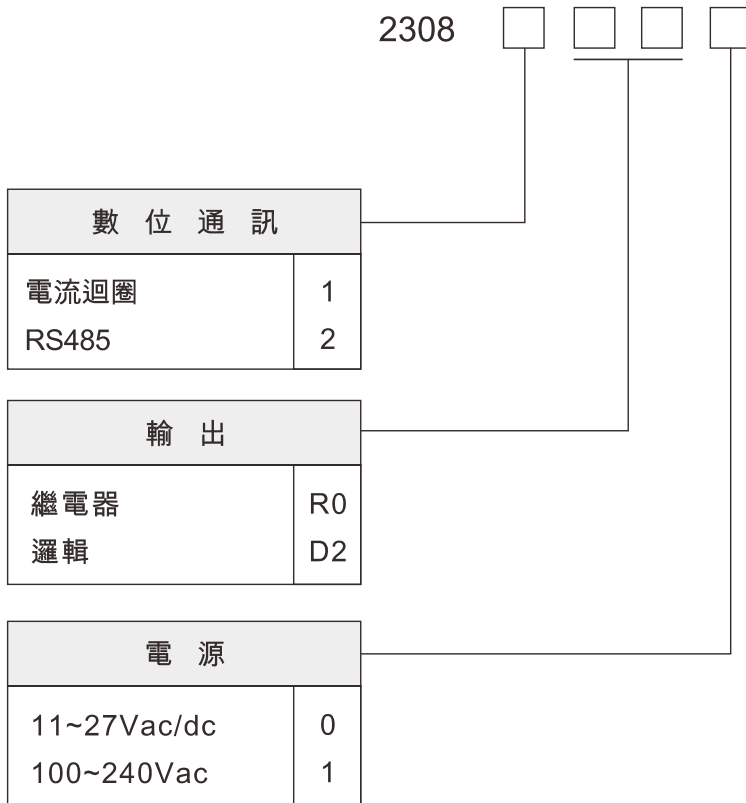 2308
數位通訊
電流迴圈 1
RS485 2
輸出
繼電器 R0
邏輯 D2
電源
11~27Vac/dc 0
100~240Vac 1